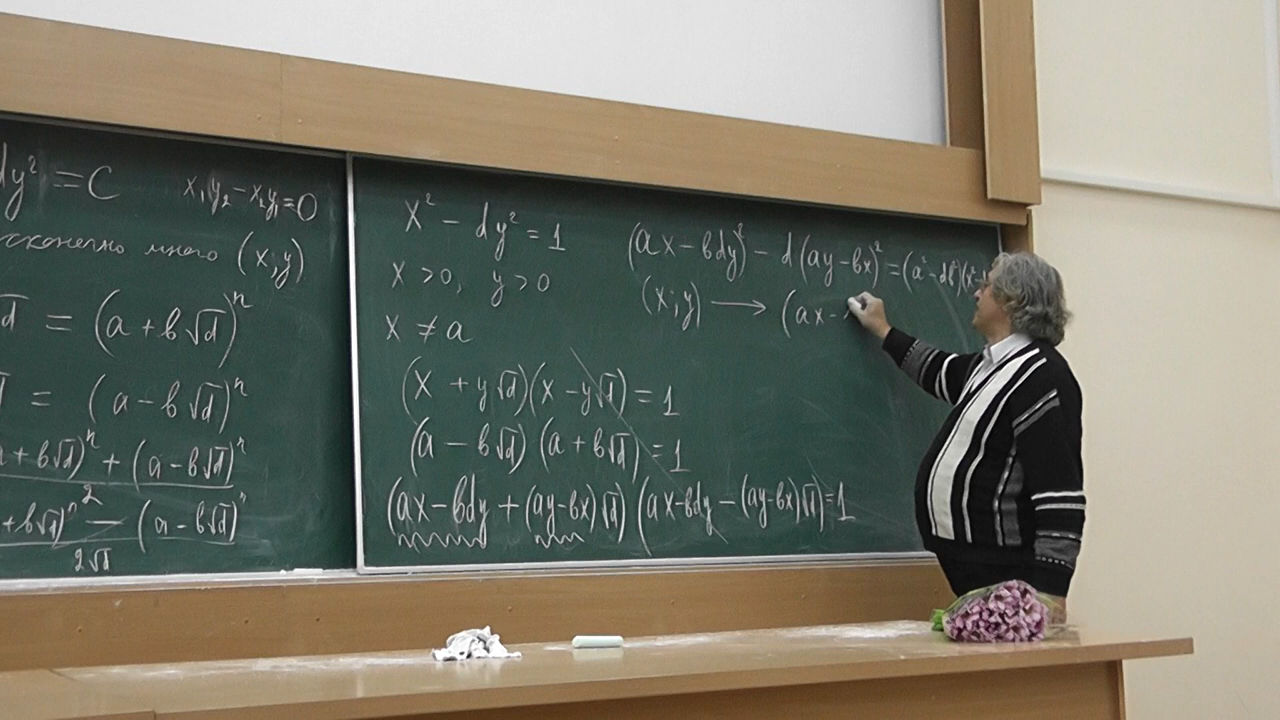 dy² = C
x₁y₂ - x₂y₁ = 0
много (x; y)
√d = (a + b√d)ⁿ
= (a - b√d)ⁿ
+ b√d)ⁿ + (a - b√d)ⁿ
2
+ b√d)ⁿ - (a - b√d)ⁿ
2√d
x² - dy² = 1
x > 0, y > 0
x ≠ a
(x + y√d)(x - y√d) = 1
(a - b√d)(a + b√d) = 1
(ax - bdy + (ay - bx)√d)(ax - bdy - (ay - bx)√d) = 1
(ax - bdy)² - d(ay - bx)² = (a² - db²)(x² -
(x; y) ⟶ (ax -